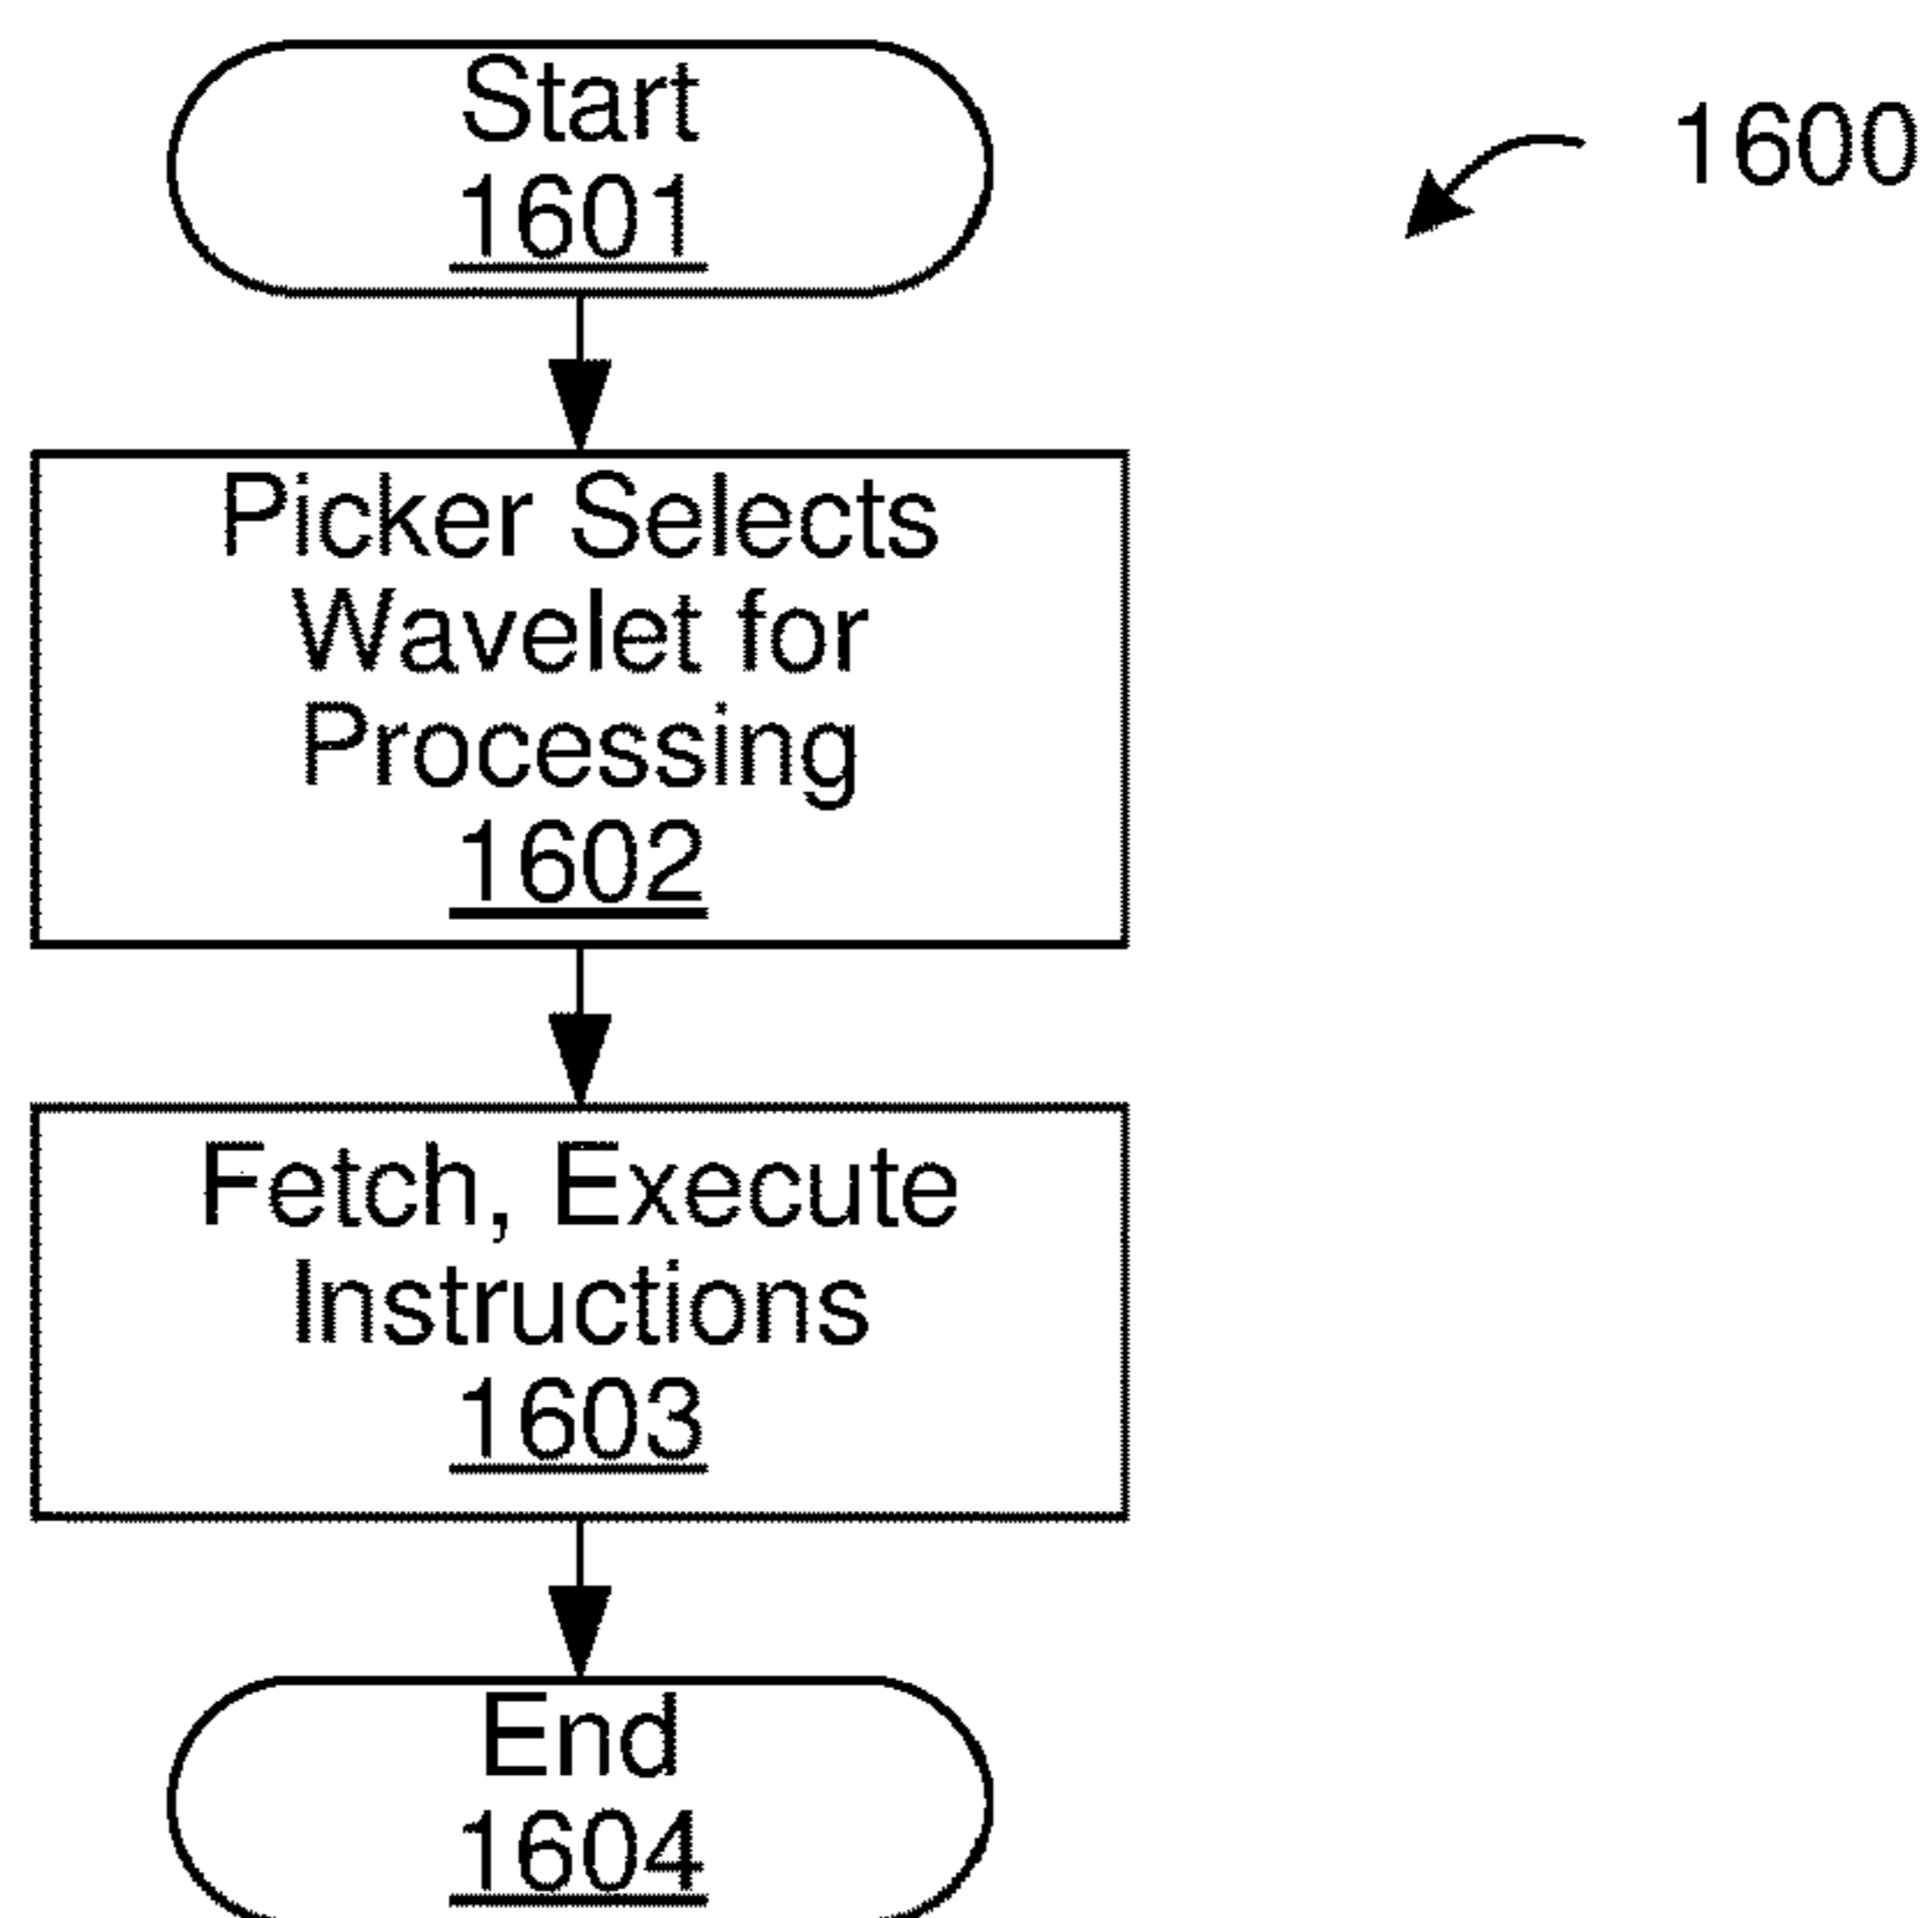 Start
1601
1600
Picker Selects
Wavelet for
Processing
1602
Fetch, Execute
Instructions
1603
End
1604